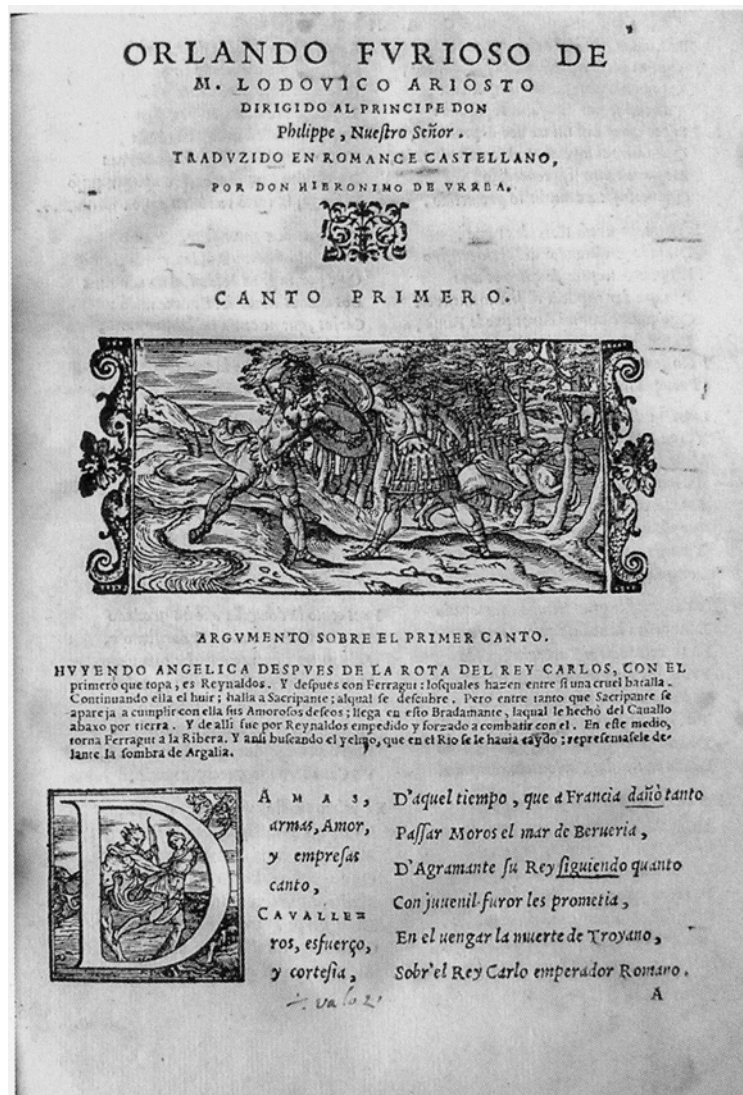 ORLANDO FVRIOSO DE
M. LODOVICO ARIOSTO
DIRIGIDO AL PRINCIPE DON
Philippe, Nueſtro Señor.
TRADVZIDO EN ROMANCE CASTELLANO,
POR DON HIERONIMO DE VRREA.
CANTO PRIMERO.
ARGVMENTO SOBRE EL PRIMER CANTO.
HVYENDO ANGELICA DESPVES DE LA ROTA DEL REY CARLOS, CON EL
primero que topa, es Reynaldos. Y deſpues con Ferragut: loſquales hazen entre ſi una cruel batalla.
Continuando ella el huir; halla a Sacripante; alqual ſe deſcubre. Pero entre tanto que Sacripante ſe
apareja a cumplir con ella ſus Amoroſos deſeos; llega en eſto Bradamante, laqual le hechó del Cauallo
abaxo por tierra. Y de alli fue por Reynaldos empedido y forzado a combatir con el. En eſte medio,
torna Ferragut a la Ribera. Y anſi buſcando el yelmo, que en el Rio ſe le hauia caydo; repreſentaſele de-
lante la ſombra de Argalia.
DAMAS,
armas, Amor,
y empreſas
canto,
CAVALLE=
ros, esfuerço,
y corteſia,
D'aquel tiempo, que a Francia dañò tanto
Paſſar Moros el mar de Berueria,
D'Agramante ſu Rey ſiguiendo quanto
Con juuenil furor les prometia,
En el uengar la muerte de Troyano,
Sobr'el Rey Carlo emperador Romano.
valor
A